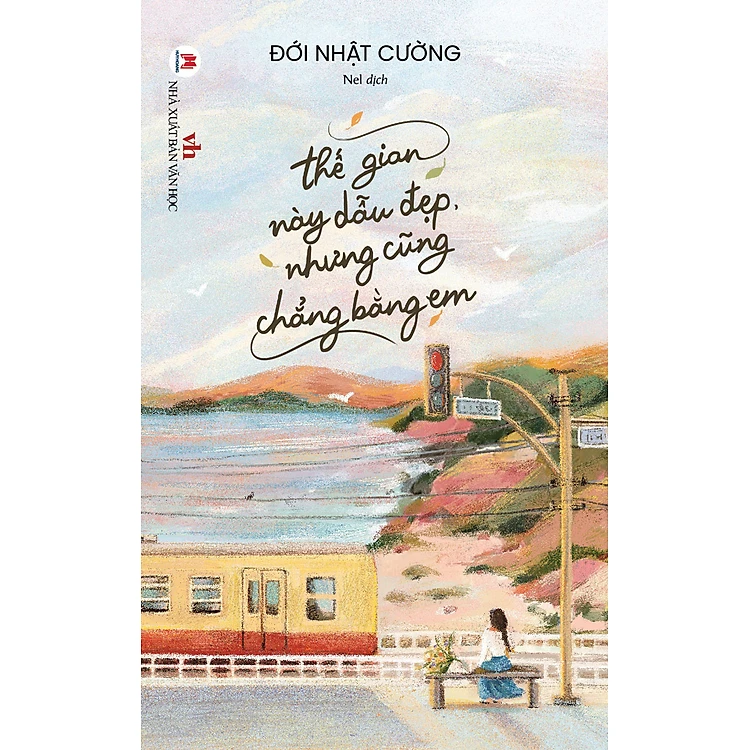 ĐỚI NHẬT CƯỜNG
Nel dịch
thế gian
này dẫu đẹp,
nhưng cũng
chẳng bằng em
vh
NHÀ XUẤT BẢN VĂN HỌC